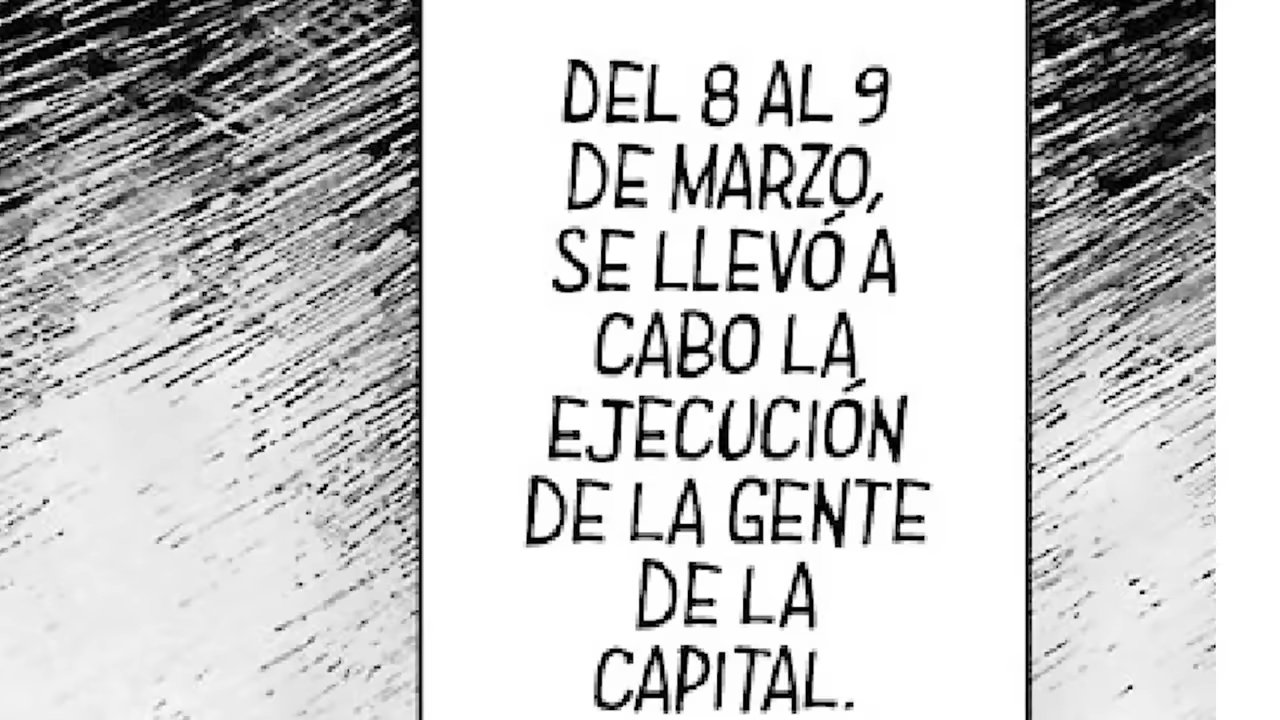 DEL 8 AL 9
DE MARZO,
SE LLEVÓ A
CABO LA
EJECUCIÓN
DE LA GENTE
DE LA
CAPITAL.